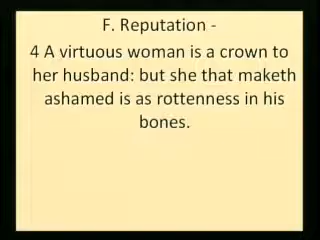 F. Reputation -
4 A virtuous woman is a crown to
her husband: but she that maketh
ashamed is as rottenness in his
bones.